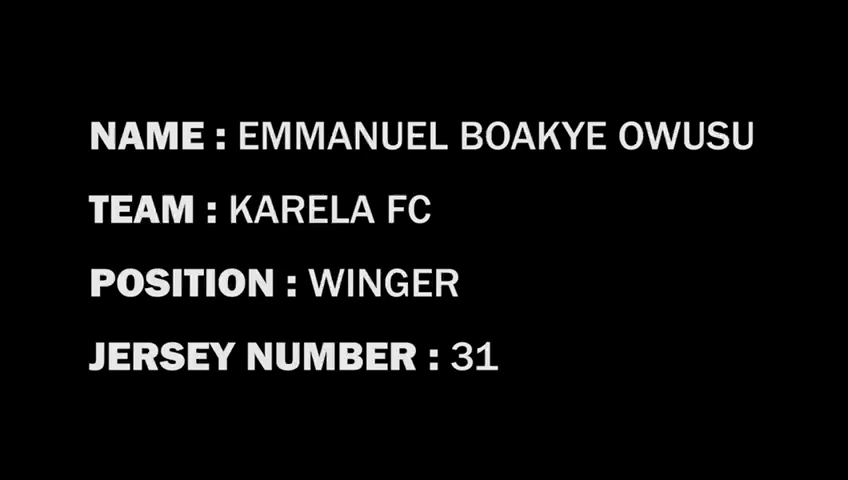 NAME : EMMANUEL BOAKYE OWUSU
TEAM : KARELA FC
POSITION : WINGER
JERSEY NUMBER : 31